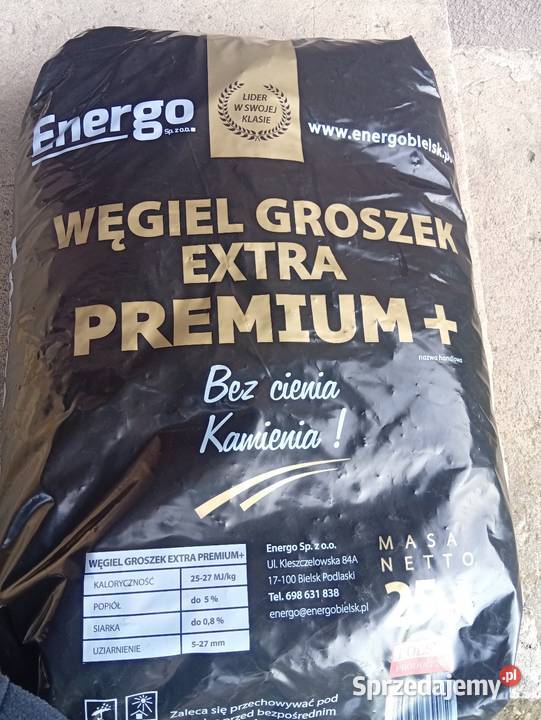 Energo
Sp. z o.o.
LIDER
W SWOJEJ
KLASIE
www.energobielsk.p
WĘGIEL GROSZEK
EXTRA
PREMIUM +
nazwa handlowa
Bez cienia
Kamienia !
WĘGIEL GROSZEK EXTRA PREMIUM+
KALORYCZNOŚĆ 25-27 MJ/kg
POPIÓŁ do 5 %
SIARKA do 0,8 %
UZIARNIENIE 5-27 mm
Energo Sp. z o.o.
Ul. Kleszczelowska 84A
17-100 Bielsk Podlaski
Tel. 698 631 838
energo@energobielsk.pl
MASA
NETTO
25
Zaleca się przechowywać pod
przed bezpośrednim
Sprzedajemy.pl